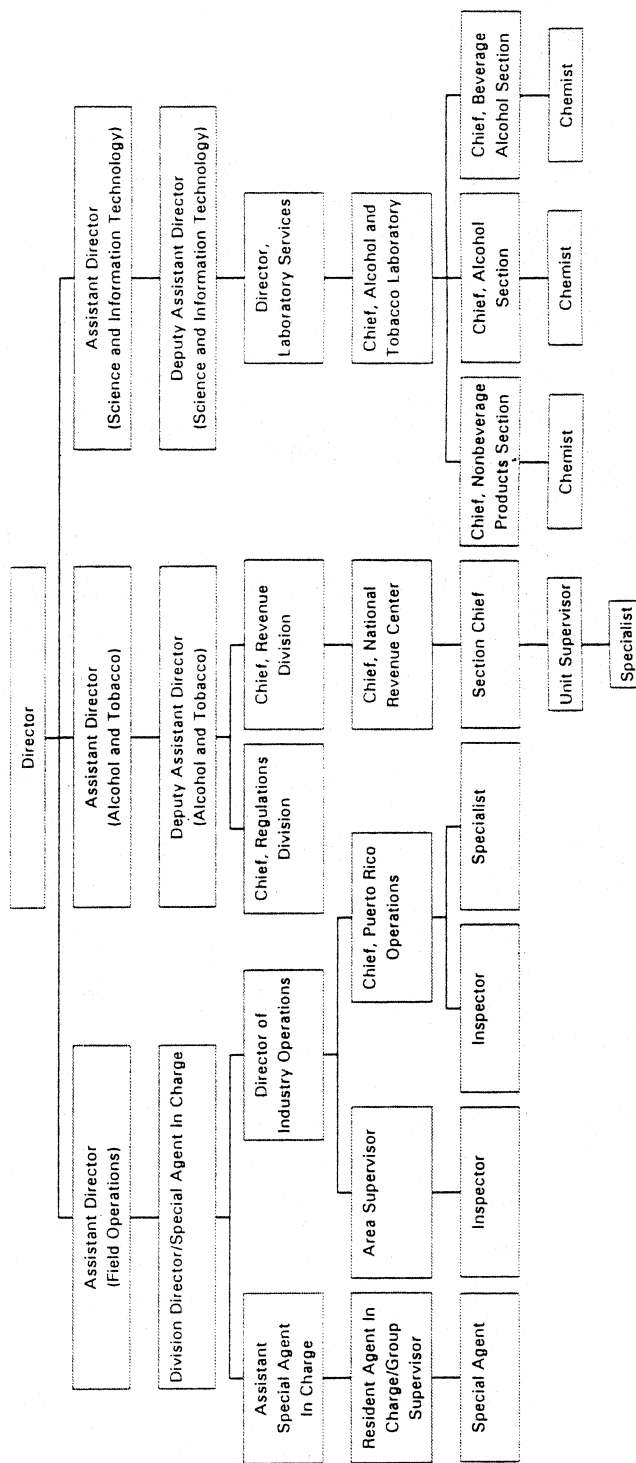 Director
Assistant Director
(Field Operations)
Assistant Director
(Alcohol and Tobacco)
Assistant Director
(Science and Information Technology)
Division Director/Special Agent In Charge
Deputy Assistant Director
(Alcohol and Tobacco)
Deputy Assistant Director
(Science and Information Technology)
Assistant
Special Agent
In Charge
Director of
Industry Operations
Chief, Regulations
Division
Chief, Revenue
Division
Director,
Laboratory Services
Resident Agent In
Charge/Group
Supervisor
Area Supervisor
Chief, Puerto Rico
Operations
Chief, National
Revenue Center
Chief, Alcohol and
Tobacco Laboratory
Special Agent
Inspector
Inspector
Specialist
Section Chief
Chief, Nonbeverage
Products Section
Chief, Alcohol
Section
Chief, Beverage
Alcohol Section
Unit Supervisor
Chemist
Chemist
Chemist
Specialist